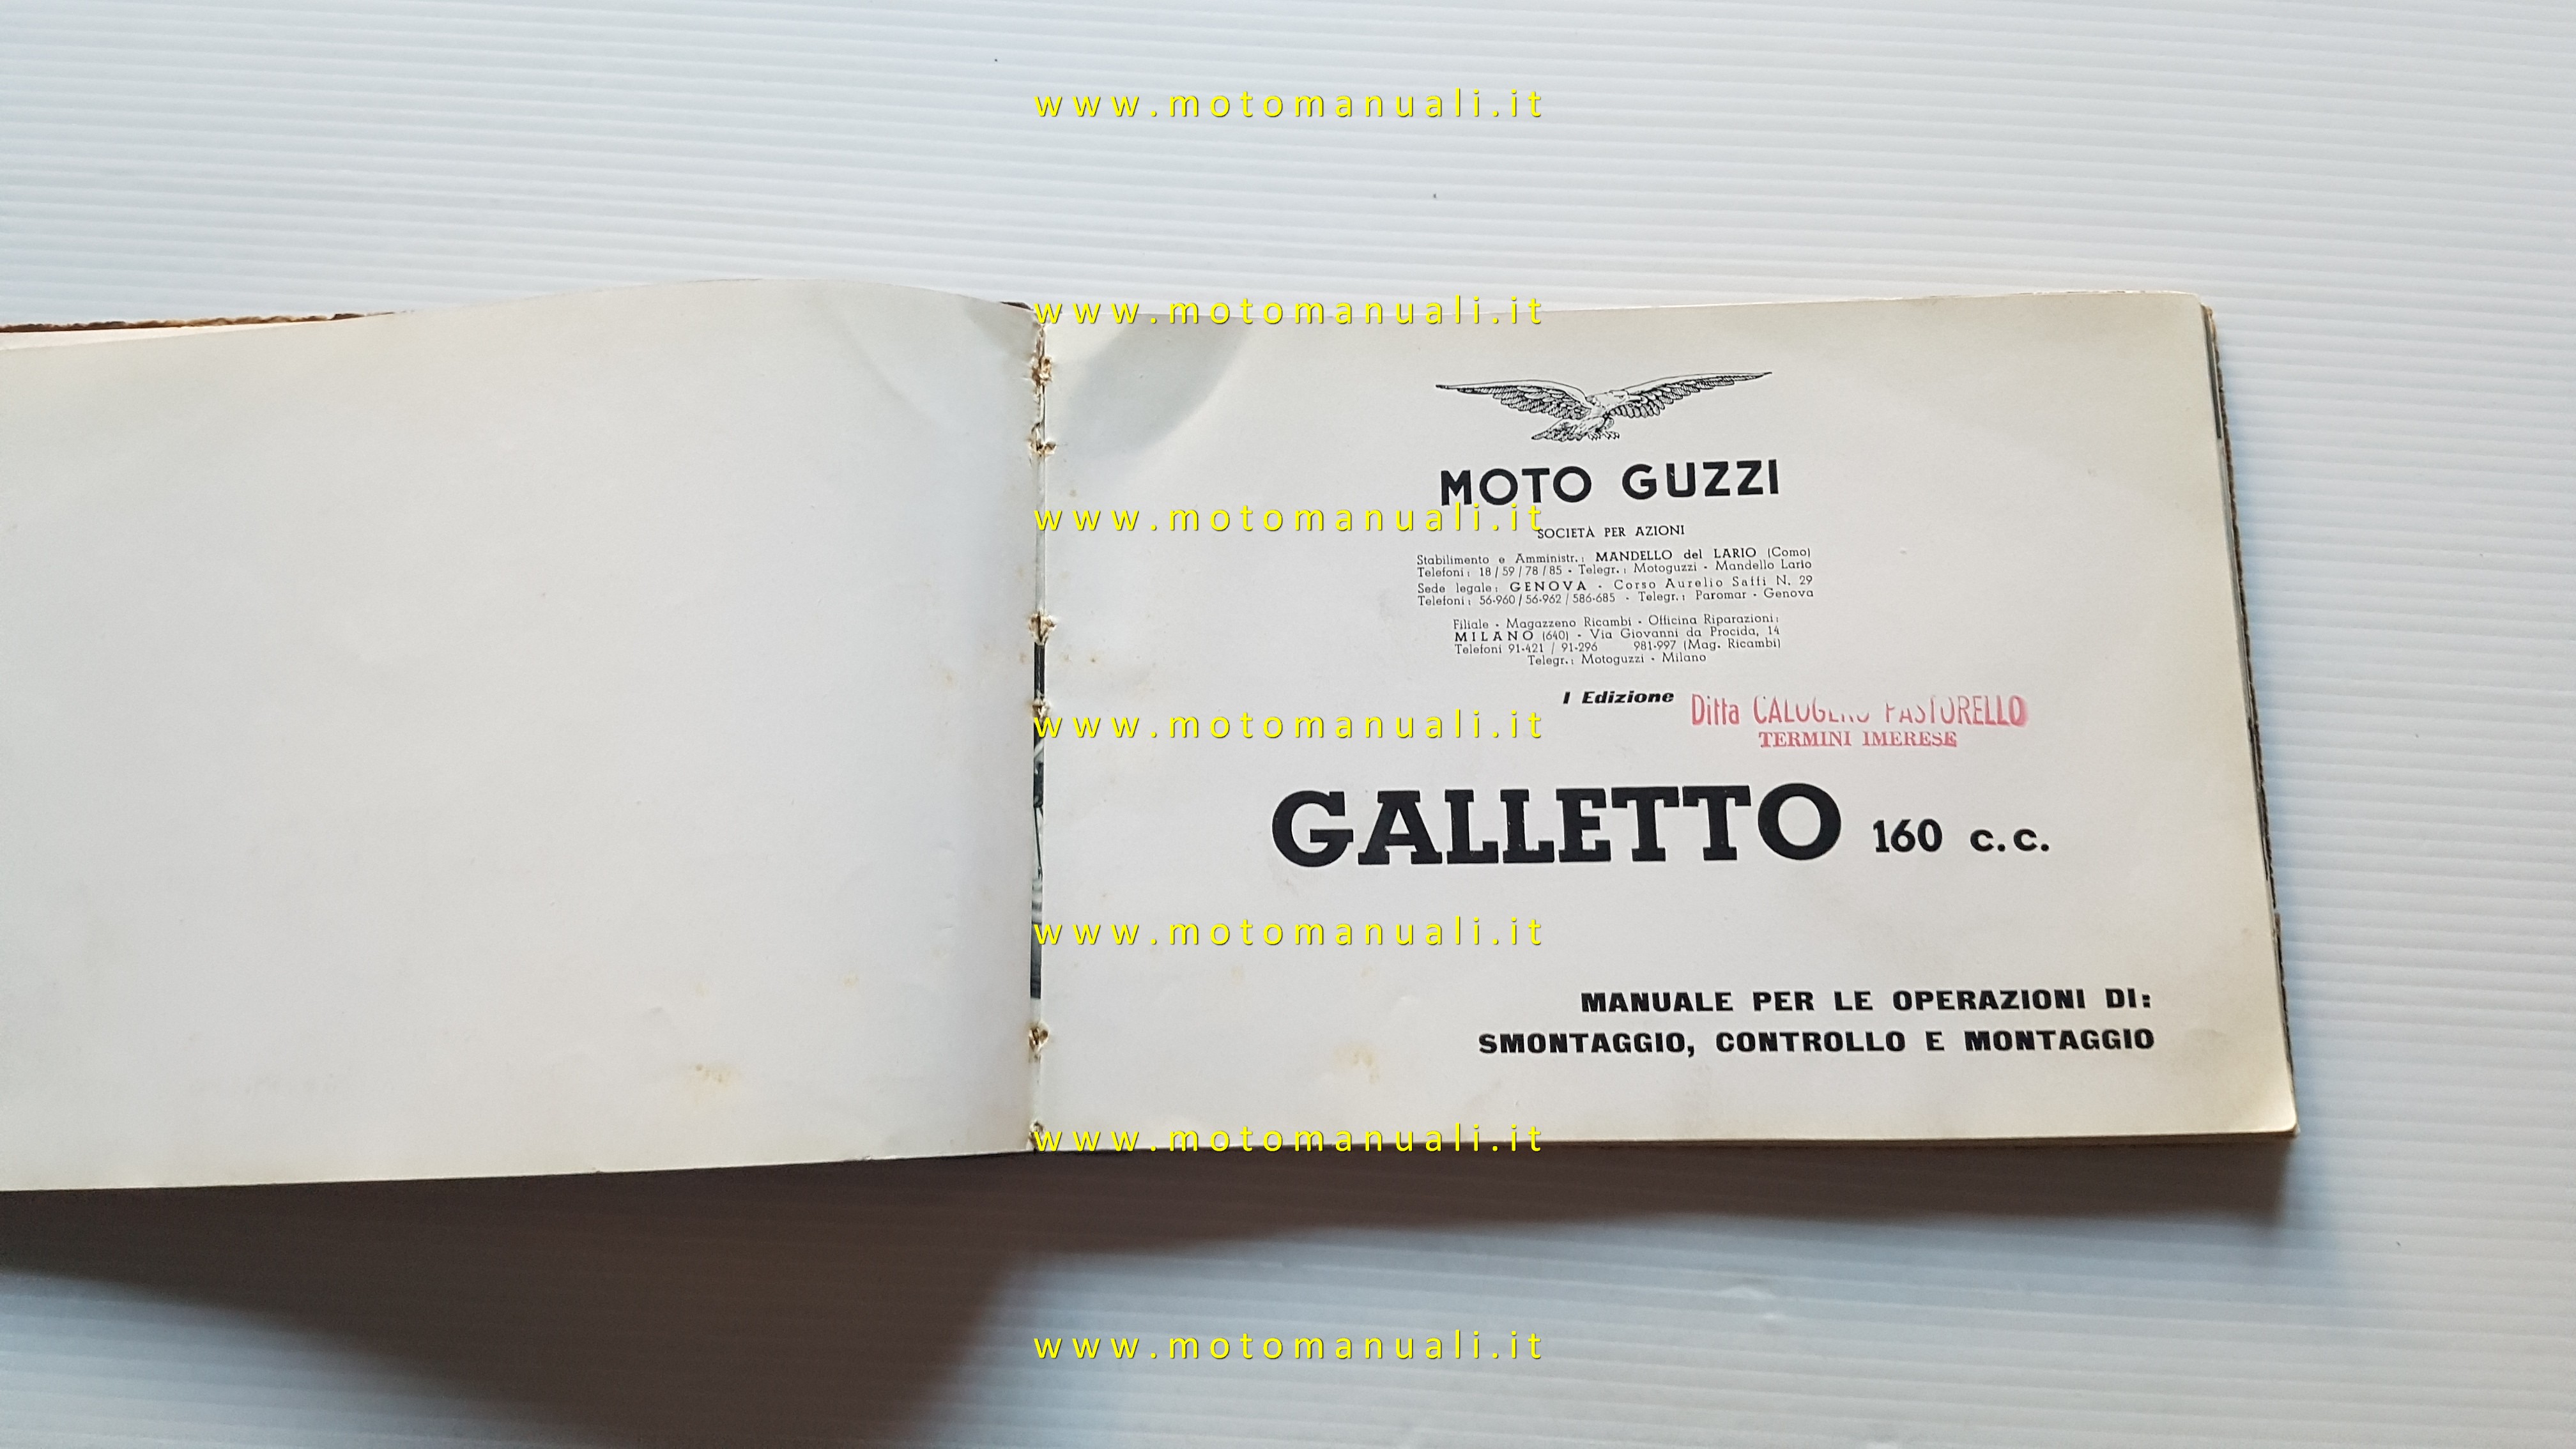 www.motomanuali.it
www.motomanuali.it
MOTO GUZZI
www.motomanuali.it
SOCIETÀ PER AZIONI
Stabilimento e Amministr.: MANDELLO del LARIO (Como)
Telefoni: 18/59/78/85 - Telegr.: Motoguzzi - Mandello Lario
Sede legale: GENOVA - Corso Aurelio Saffi N. 29
Telefoni: 56-960 / 56-962 / 586-685 - Telegr.: Paromar - Genova
Filiale - Magazzeno Ricambi - Officina Riparazioni:
MILANO (640) - Via Giovanni da Procida, 14
Telefoni 91-421 / 91-296 981-997 (Mag. Ricambi)
Telegr.: Motoguzzi - Milano
I Edizione
Ditta CALOGERO PASTORELLO
TERMINI IMERESE
www.motomanuali.it
GALLETTO 160 c.c.
www.motomanuali.it
MANUALE PER LE OPERAZIONI DI:
SMONTAGGIO, CONTROLLO E MONTAGGIO
www.motomanuali.it
www.motomanuali.it